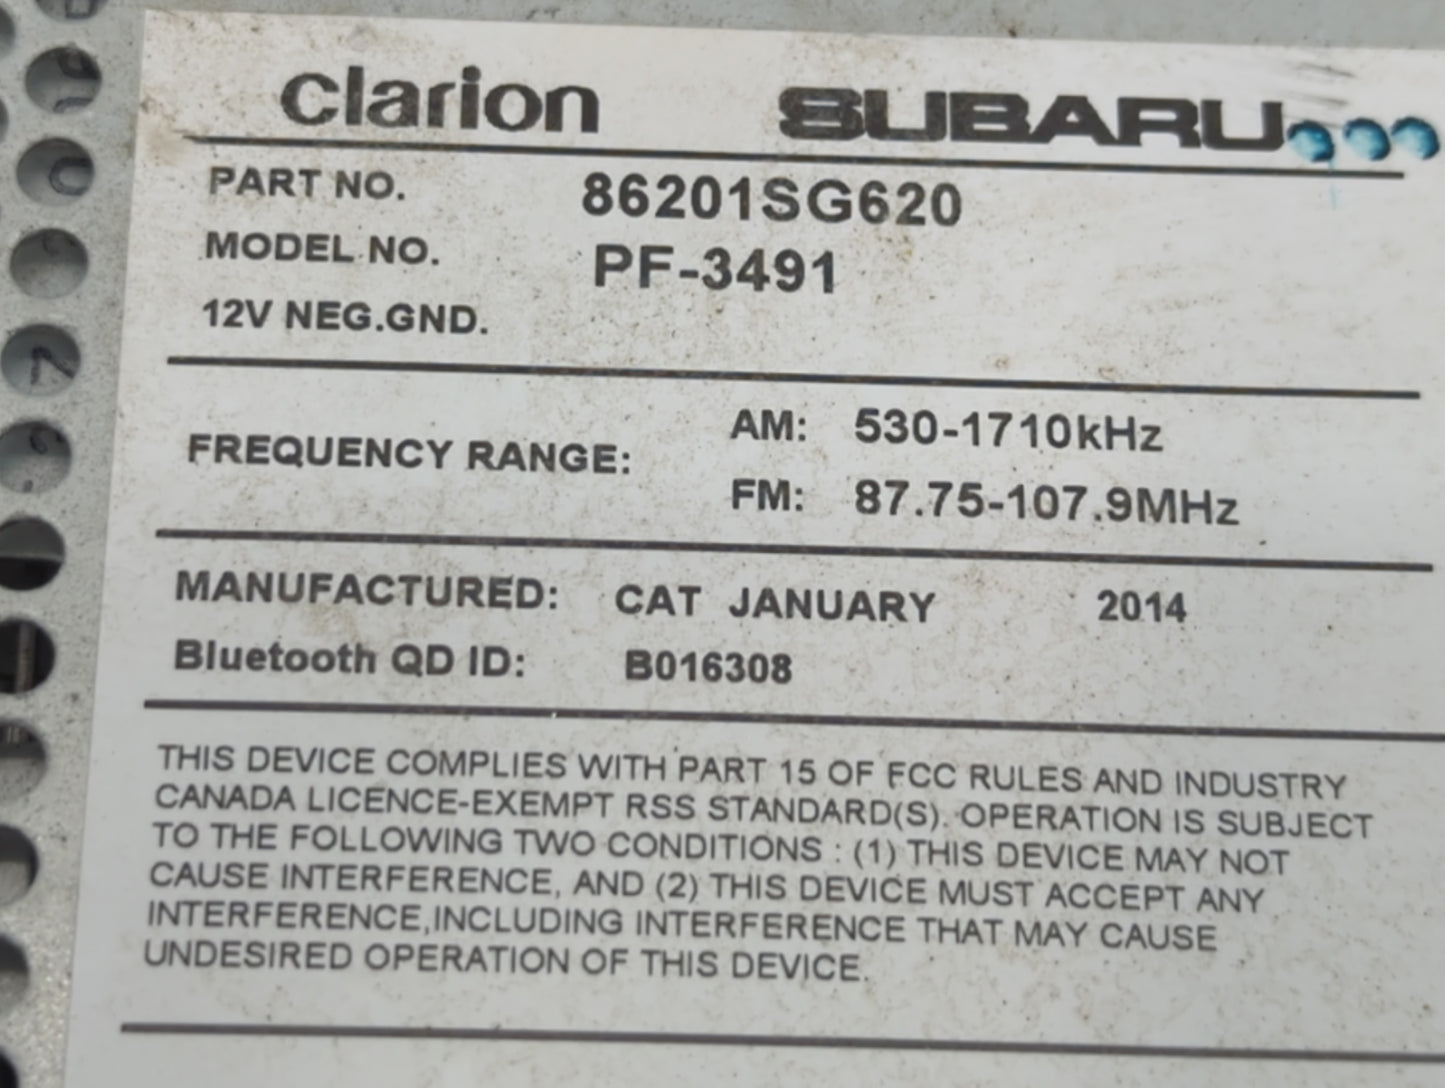 clarion SUBARU
PART NO. 86201SG620
MODEL NO. PF-3491
12V NEG.GND.
FREQUENCY RANGE: AM: 530-1710kHz
FM: 87.75-107.9MHz
MANUFACTURED: CAT JANUARY 2014
Bluetooth QD ID: B016308
THIS DEVICE COMPLIES WITH PART 15 OF FCC RULES AND INDUSTRY
CANADA LICENCE-EXEMPT RSS STANDARD(S). OPERATION IS SUBJECT
TO THE FOLLOWING TWO CONDITIONS : (1) THIS DEVICE MAY NOT
CAUSE INTERFERENCE, AND (2) THIS DEVICE MUST ACCEPT ANY
INTERFERENCE,INCLUDING INTERFERENCE THAT MAY CAUSE
UNDESIRED OPERATION OF THIS DEVICE.